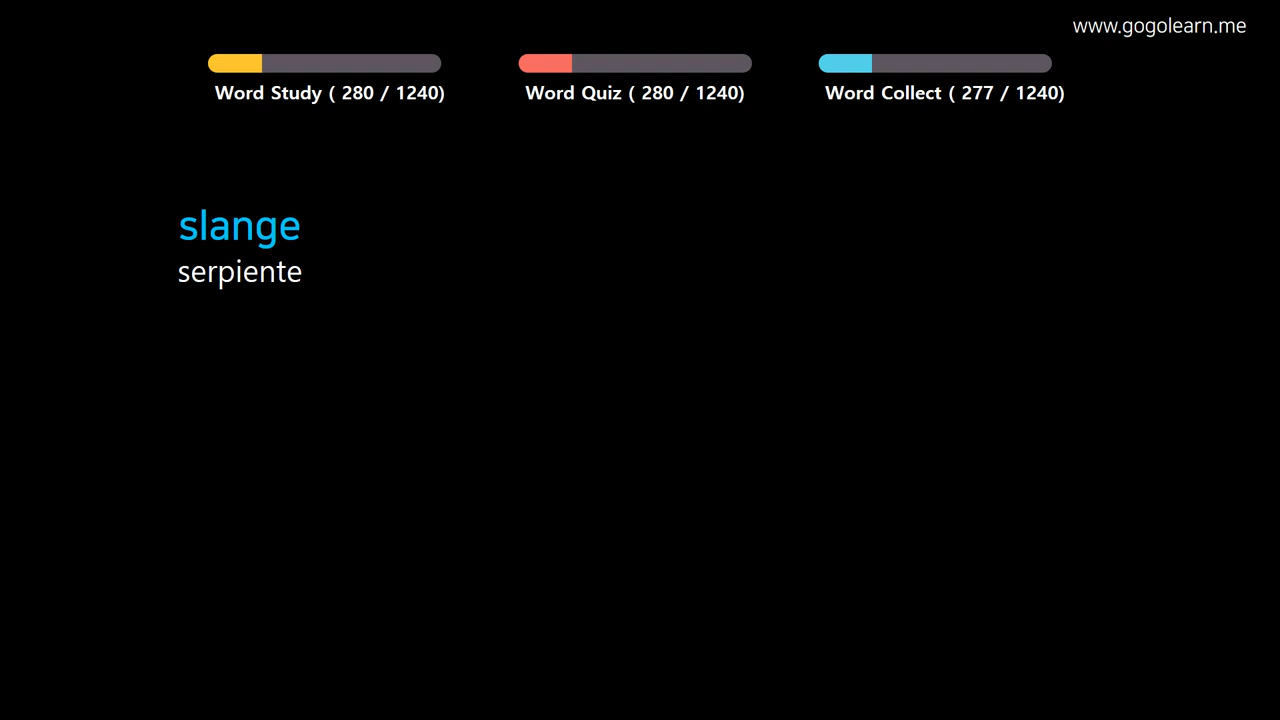 www.gogolearn.me
Word Study ( 280 / 1240)
Word Quiz ( 280 / 1240)
Word Collect ( 277 / 1240)
slange
serpiente